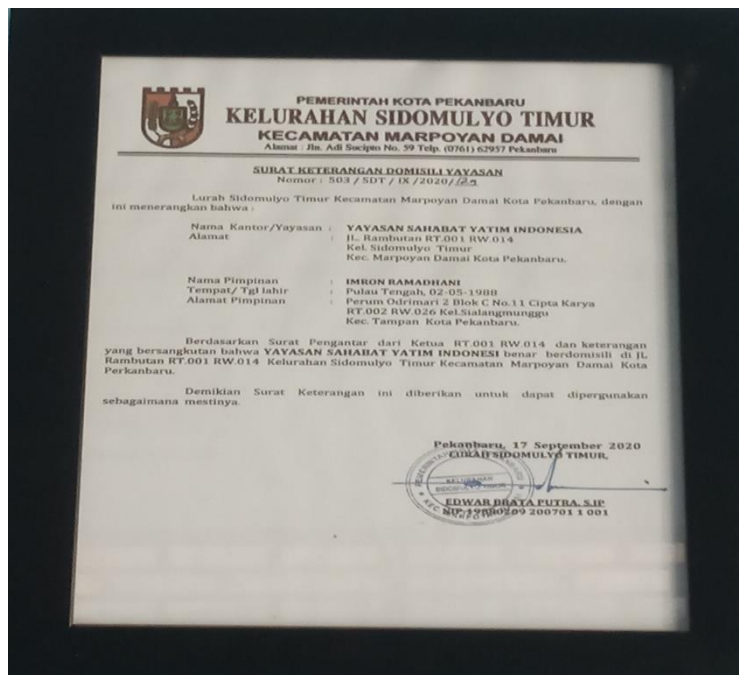 PEMERINTAH KOTA PEKANBARU
KELURAHAN SIDOMULYO TIMUR
KECAMATAN MARPOYAN DAMAI
Alamat : Jln. Adi Sucipto No. 59 Telp. (0761) 62957 Pekanbaru
SURAT KETERANGAN DOMISILI YAYASAN
Nomor : 503 / SDT / IX /2020/
Lurah Sidomulyo Timur Kecamatan Marpoyan Damai Kota Pekanbaru, dengan
ini menerangkan bahwa :
Nama Kantor/Yayasan : YAYASAN SAHABAT YATIM INDONESIA
Alamat : JL. Rambutan RT.001 RW.014
Kel. Sidomulyo Timur
Kec. Marpoyan Damai Kota Pekanbaru.
Nama Pimpinan : IMRON RAMADHANI
Tempat/ Tgl lahir : Pulau Tengah, 02-05-1988
Alamat Pimpinan : Perum Odrimari 2 Blok C No.11 Cipta Karya
RT.002 RW.026 Kel.Sialangmunggu
Kec. Tampan Kota Pekanbaru.
Berdasarkan Surat Pengantar dari Ketua RT.001 RW.014 dan keterangan
yang bersangkutan bahwa YAYASAN SAHABAT YATIM INDONESI benar berdomisili di JL
Rambutan RT.001 RW.014 Kelurahan Sidomulyo Timur Kecamatan Marpoyan Damai Kota
Perkanbaru.
Demikian Surat Keterangan ini diberikan untuk dapat dipergunakan
sebagaimana mestinya.
Pekanbaru, 17 September 2020
LURAH SIDOMULYO TIMUR,
KELURAHAN
SIDOMULYO TIMUR
EDWAR BRATA PUTRA, S.IP
NIP 200701 1 001